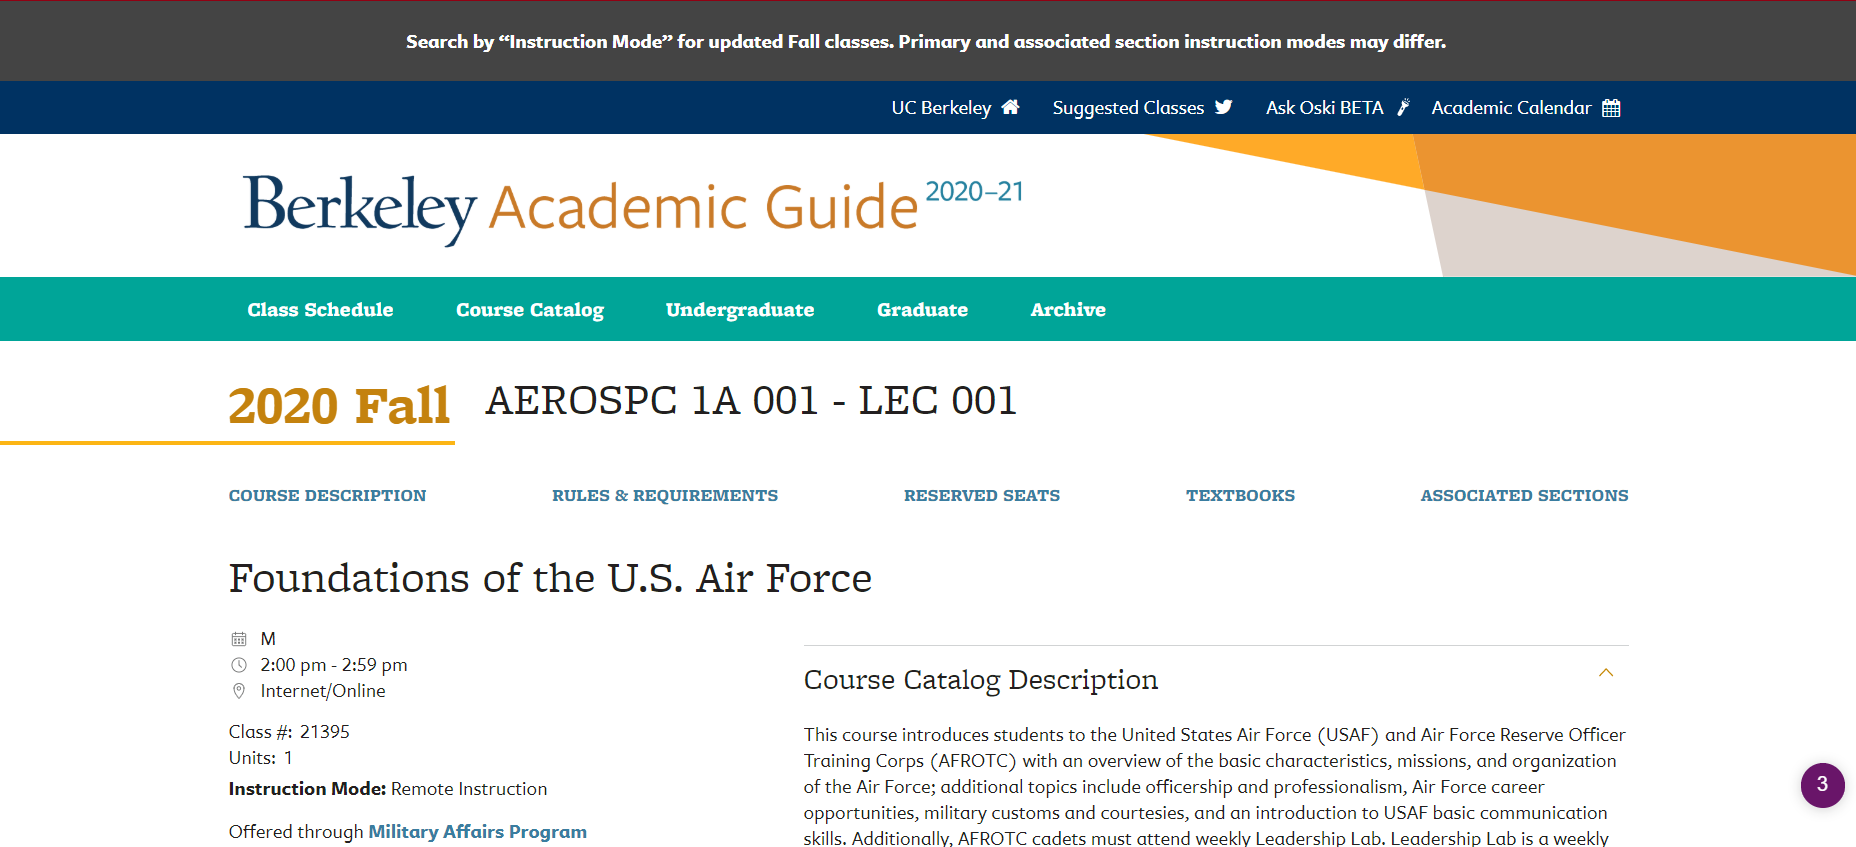 Search by “Instruction Mode” for updated Fall classes. Primary and associated section instruction modes may differ.
UC Berkeley Suggested Classes Ask Oski BETA Academic Calendar
Berkeley Academic Guide 2020–21
Class Schedule Course Catalog Undergraduate Graduate Archive
2020 Fall AEROSPC 1A 001 - LEC 001
COURSE DESCRIPTION RULES & REQUIREMENTS RESERVED SEATS TEXTBOOKS ASSOCIATED SECTIONS
Foundations of the U.S. Air Force
M
2:00 pm - 2:59 pm
Internet/Online
Class #: 21395
Units: 1
Instruction Mode: Remote Instruction
Offered through Military Affairs Program
Course Catalog Description
This course introduces students to the United States Air Force (USAF) and Air Force Reserve Officer
Training Corps (AFROTC) with an overview of the basic characteristics, missions, and organization
of the Air Force; additional topics include officership and professionalism, Air Force career
opportunities, military customs and courtesies, and an introduction to USAF basic communication
skills. Additionally, AFROTC cadets must attend weekly Leadership Lab. Leadership Lab is a weekly
3